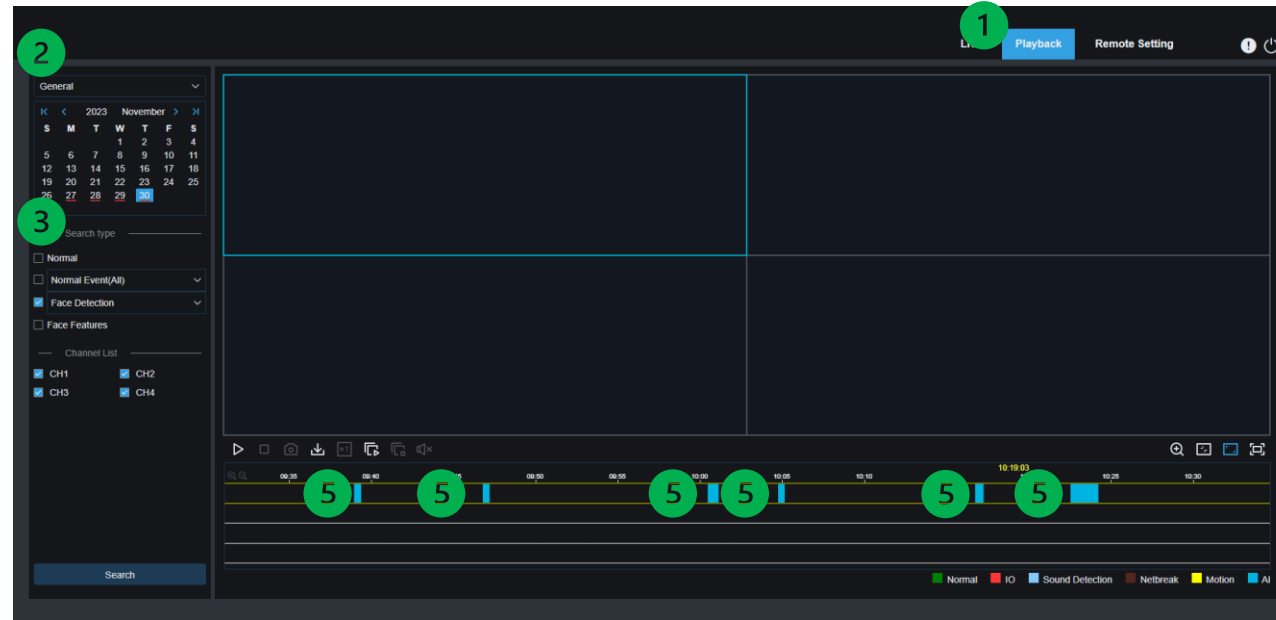 1
Playback
Remote Setting
2
General
2023 November
S M T W T F S
1 2 3 4
5 6 7 8 9 10 11
12 13 14 15 16 17 18
19 20 21 22 23 24 25
26 27 28 29 30
3
Search type
Normal
Normal Event(All)
Face Detection
Face Features
Channel List
CH1 CH2
CH3 CH4
Search
x1
10:19:03
09:35 09:40 09:50 09:55 10:00 10:05 10:10 10:25 10:30
5 5 5 5 5 5
Normal IO Sound Detection Netbreak Motion AI